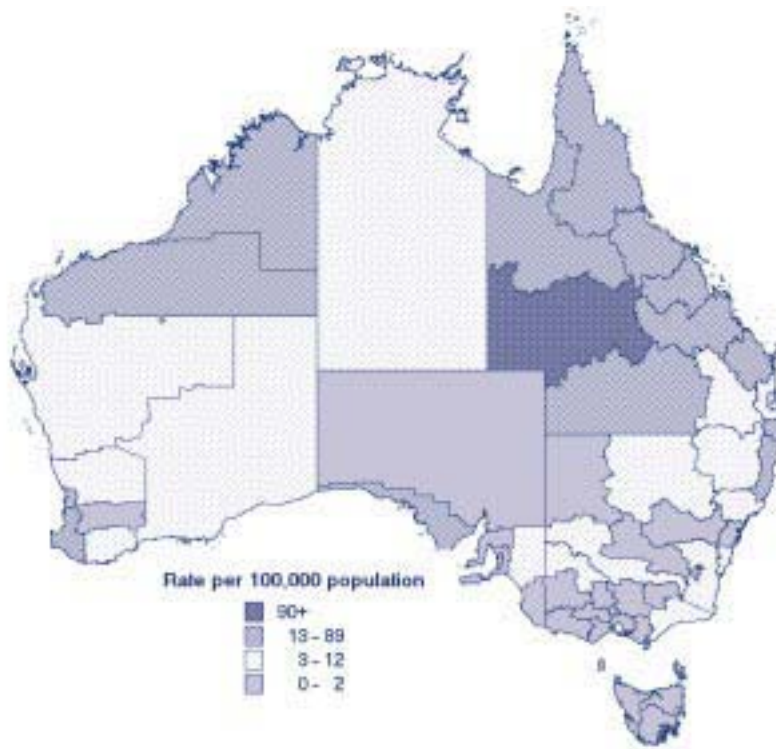 Rate per 100,000 population
90+
13 - 89
3 - 12
0 - 2